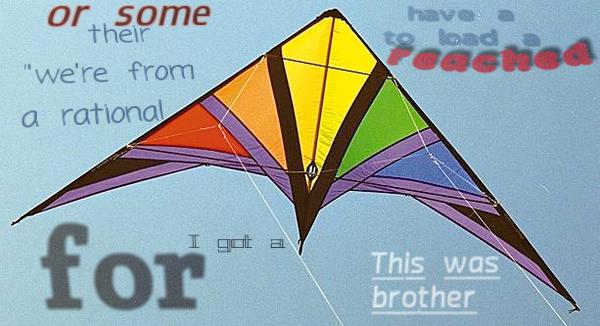 or some
their
"we're from
a rational
have a
to load a
reached
for
I got a
This was
brother